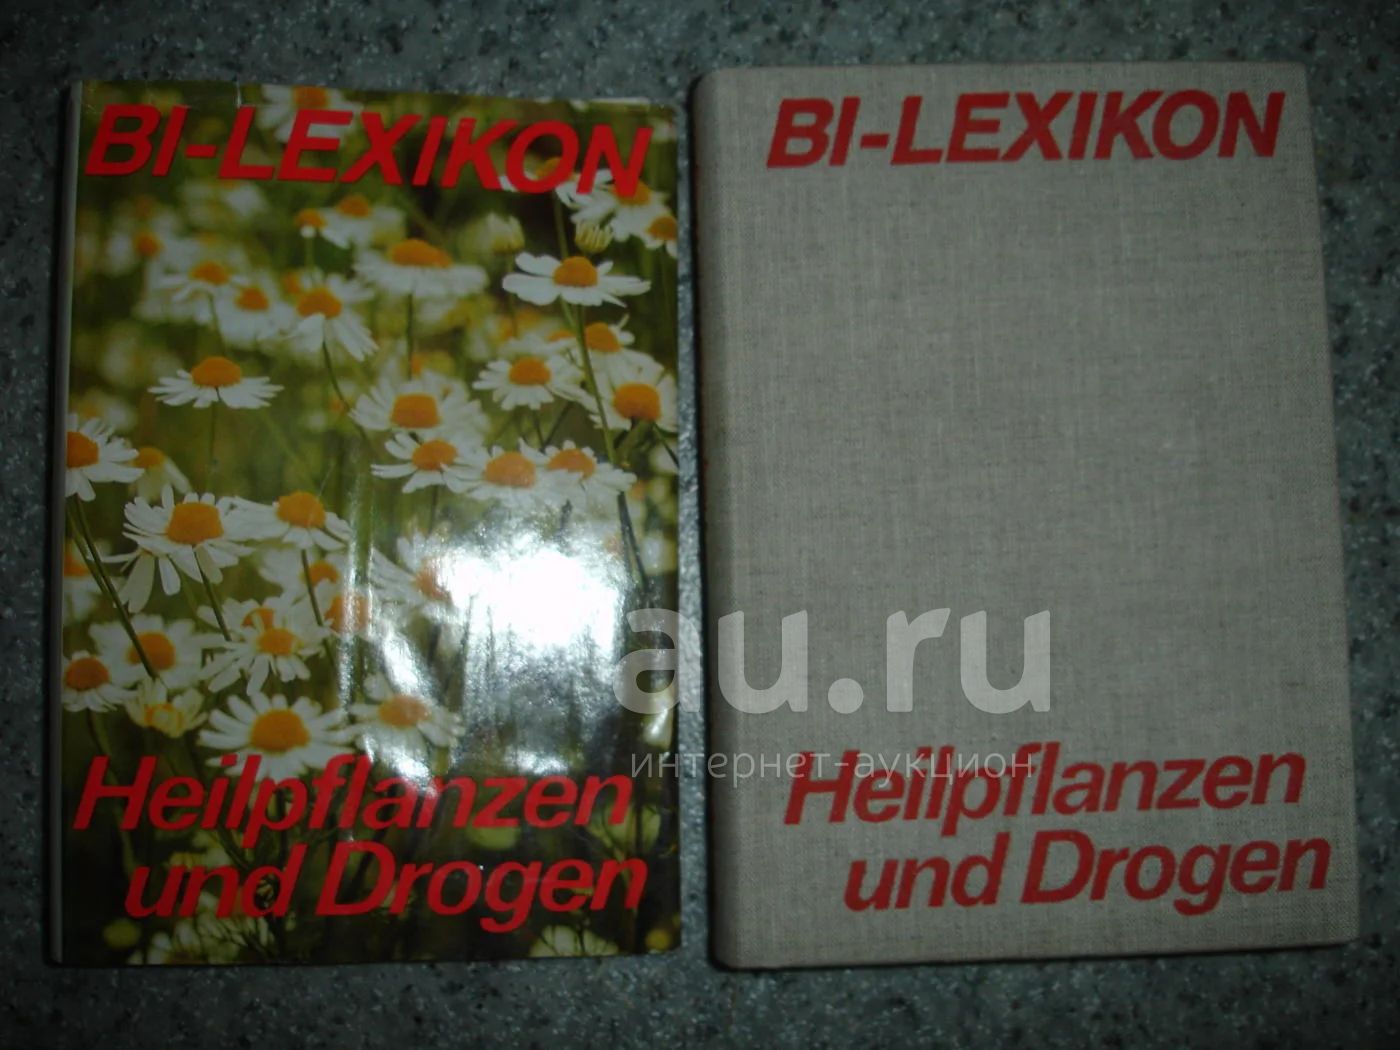 BI-LEXIKON
Heilpflanzen
und Drogen
BI-LEXIKON
Heilpflanzen
und Drogen
au.ru
интернет-аукцион